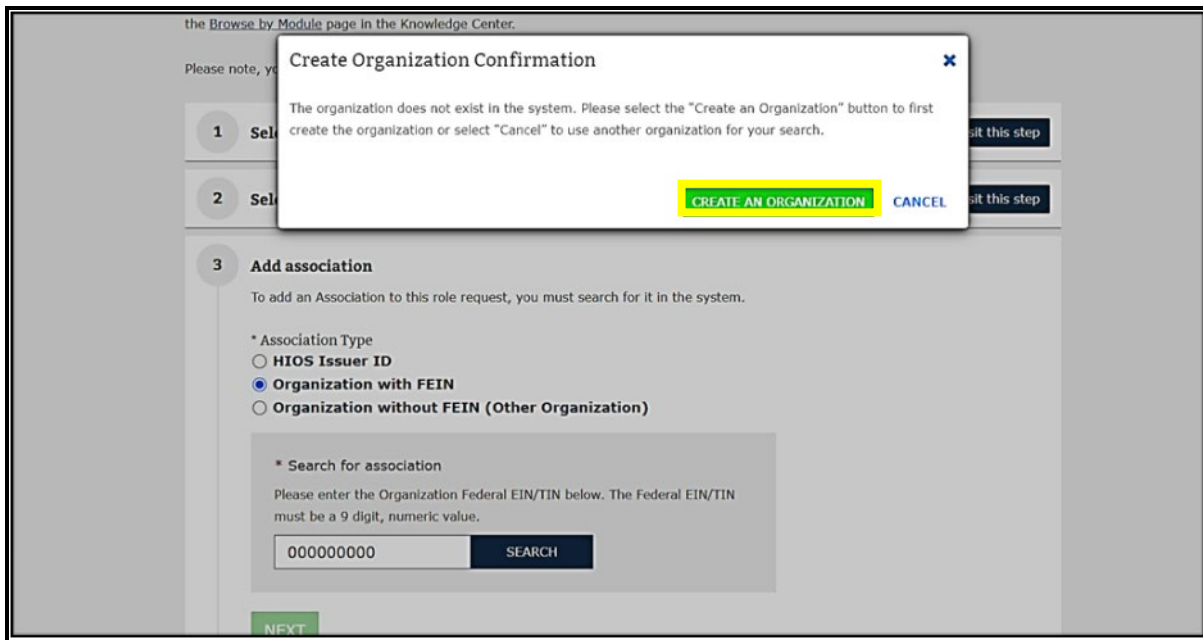 the Browse by Module page in the Knowledge Center.
Please note, yo
Create Organization Confirmation
The organization does not exist in the system. Please select the "Create an Organization" button to first
create the organization or select "Cancel" to use another organization for your search.
CREATE AN ORGANIZATION CANCEL
1 Sele sit this step
2 Sele sit this step
3 Add association
To add an Association to this role request, you must search for it in the system.
* Association Type
HIOS Issuer ID
Organization with FEIN
Organization without FEIN (Other Organization)
* Search for association
Please enter the Organization Federal EIN/TIN below. The Federal EIN/TIN
must be a 9 digit, numeric value.
000000000 SEARCH
NEXT